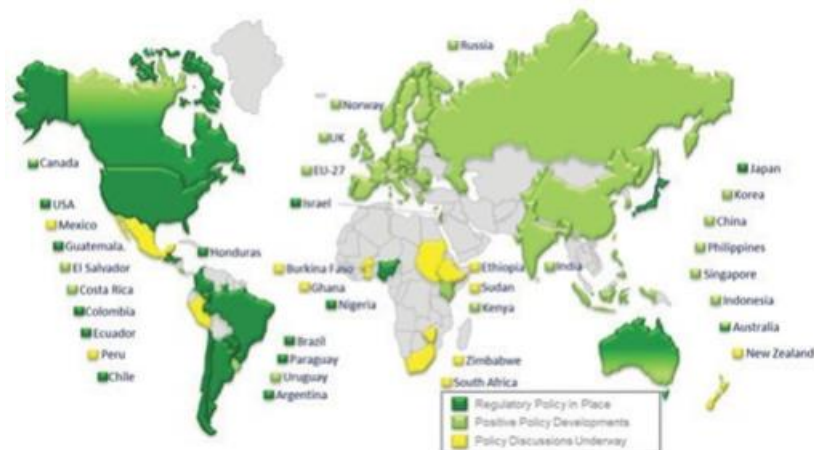 Russia
Norway
UK
EU-27
Israel
Canada
USA
Mexico
Guatemala.
El Salvador
Costa Rica
Colombia
Ecuador
Peru
Chile
Honduras
Burkina Faso
Ghana
Nigeria
Ethiopia
Sudan
Kenya
India
Zimbabwe
South Africa
Brazil
Paraguay
Uruguay
Argentina
Japan
Korea
China
Philippines
Singapore
Indonesia
Australia
New Zealand
Regulatory Policy in Place
Positive Policy Developments
Policy Discussions Underway